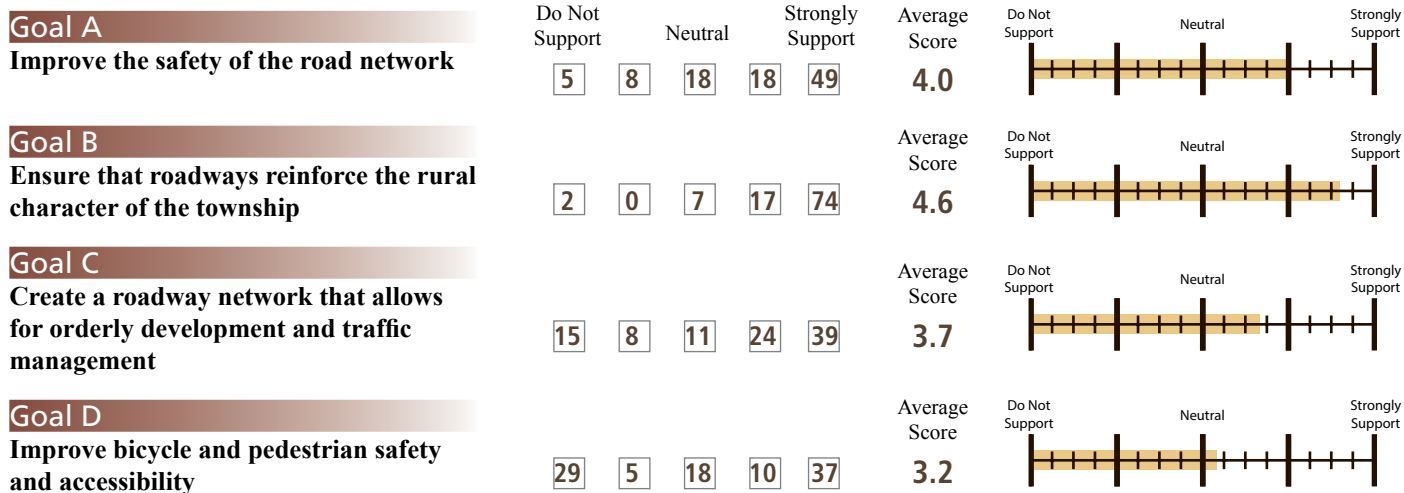 Goal A
Improve the safety of the road network
Do Not Support
Neutral
Strongly Support
5 8 18 18 49
Average Score
4.0
Do Not Support
Neutral
Strongly Support
Goal B
Ensure that roadways reinforce the rural
character of the township
2 0 7 17 74
Average Score
4.6
Do Not Support
Neutral
Strongly Support
Goal C
Create a roadway network that allows
for orderly development and traffic
management
15 8 11 24 39
Average Score
3.7
Do Not Support
Neutral
Strongly Support
Goal D
Improve bicycle and pedestrian safety
and accessibility
29 5 18 10 37
Average Score
3.2
Do Not Support
Neutral
Strongly Support